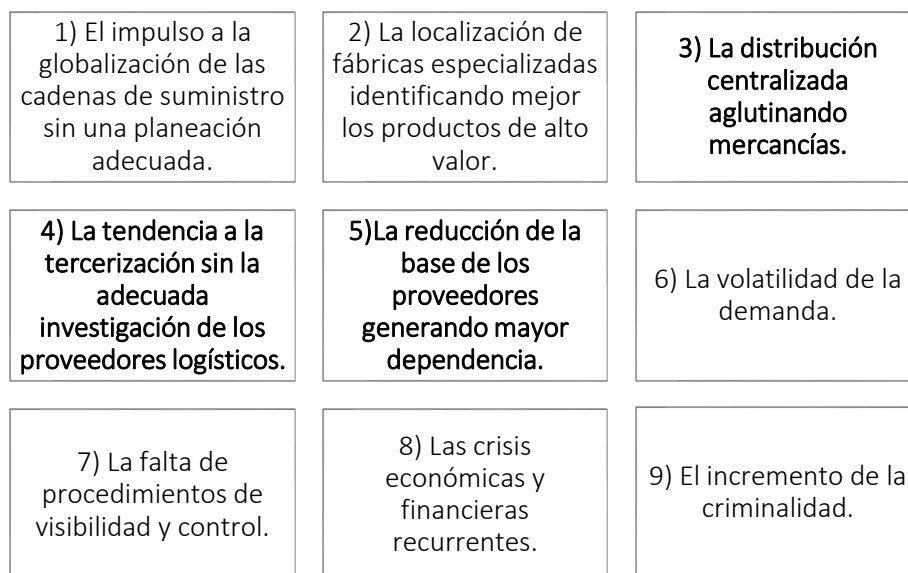 1) El impulso a la
globalización de las
cadenas de suministro
sin una planeación
adecuada.
2) La localización de
fábricas especializadas
identificando mejor
los productos de alto
valor.
3) La distribución
centralizada
aglutinando
mercancías.
4) La tendencia a la
tercerización sin la
adecuada
investigación de los
proveedores logísticos.
5)La reducción de la
base de los
proveedores
generando mayor
dependencia.
6) La volatilidad de la
demanda.
7) La falta de
procedimientos de
visibilidad y control.
8) Las crisis
económicas y
financieras
recurrentes.
9) El incremento de la
criminalidad.